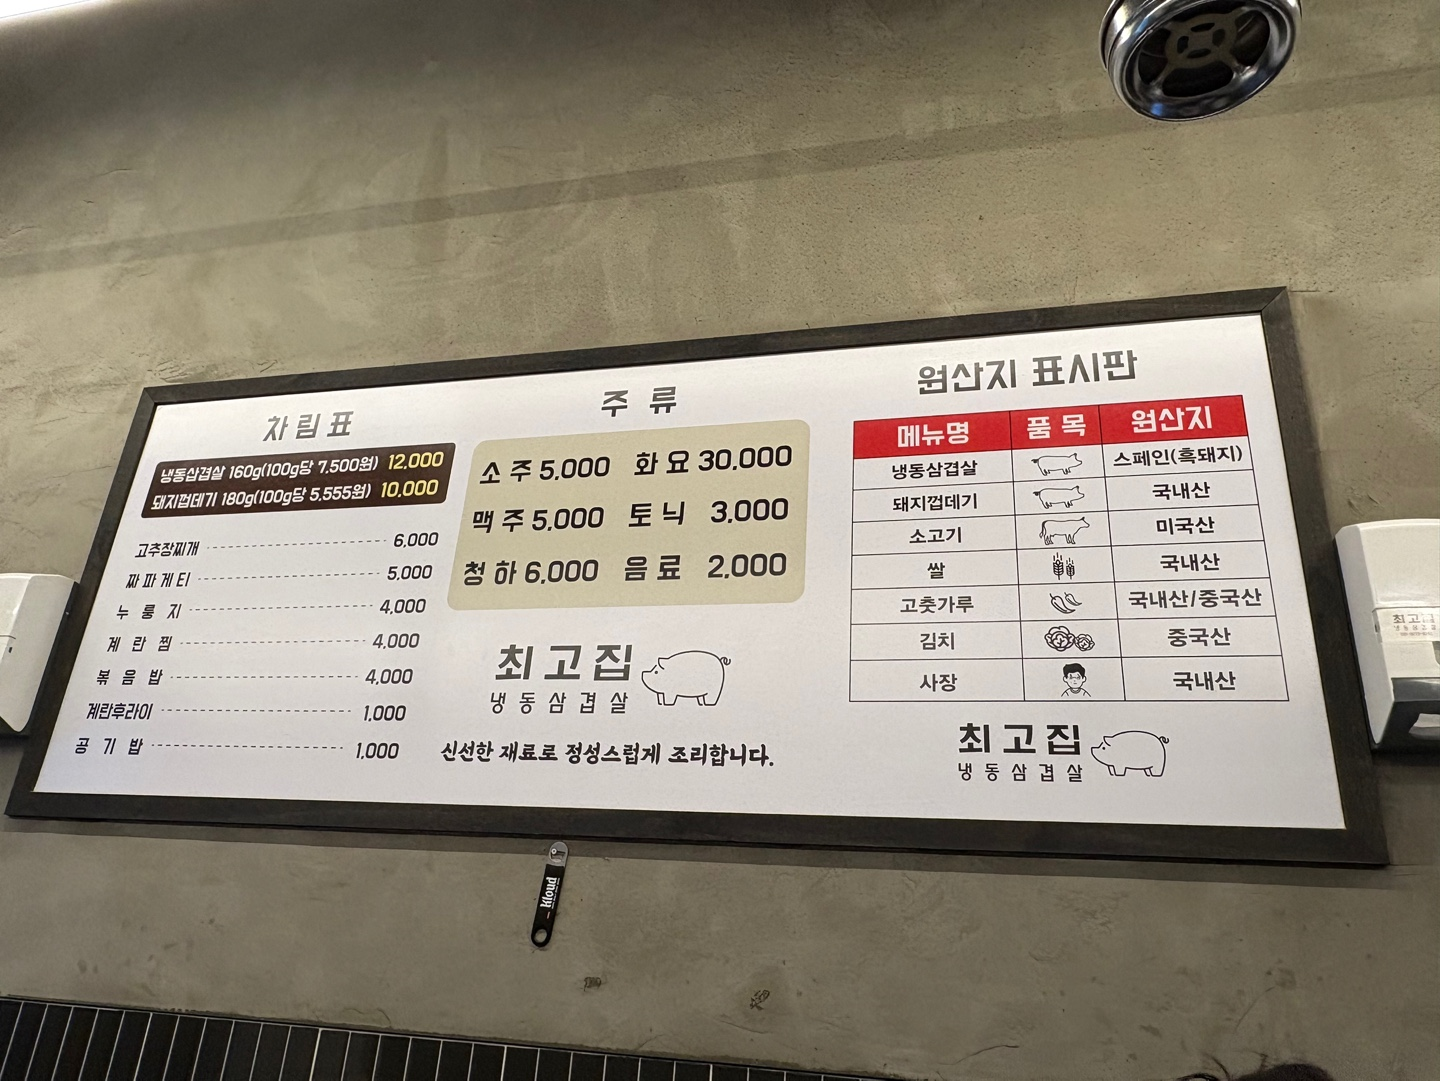 차림표
냉동삼겹살 160g(100g당 7,500원) 12,000
돼지껍데기 180g(100g당 5,555원) 10,000
고추장찌개 6,000
짜파게티 5,000
누룽지 4,000
계란찜 4,000
볶음밥 4,000
계란후라이 1,000
공기밥 1,000
주류
소주 5,000 화요 30,000
맥주 5,000 토닉 3,000
청하 6,000 음료 2,000
최고집
냉동삼겹살
신선한 재료로 정성스럽게 조리합니다.
원산지 표시판
메뉴명 품목 원산지
냉동삼겹살 스페인(흑돼지)
돼지껍데기 국내산
소고기 미국산
쌀 국내산
고춧가루 국내산/중국산
김치 중국산
사장 국내산
최고집
냉동삼겹살
Kloud
최고집
냉동삼겹살